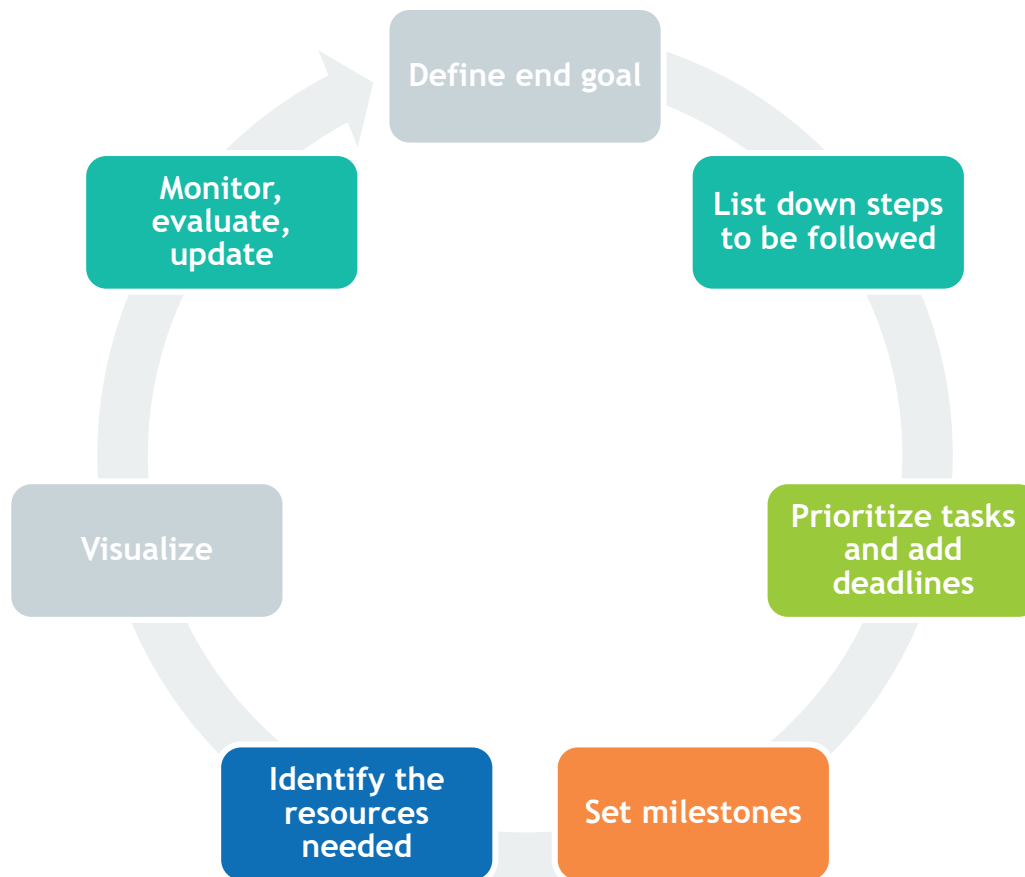 Define end goal
List down steps
to be followed
Prioritize tasks
and add
deadlines
Set milestones
Identify the
resources
needed
Visualize
Monitor,
evaluate,
update